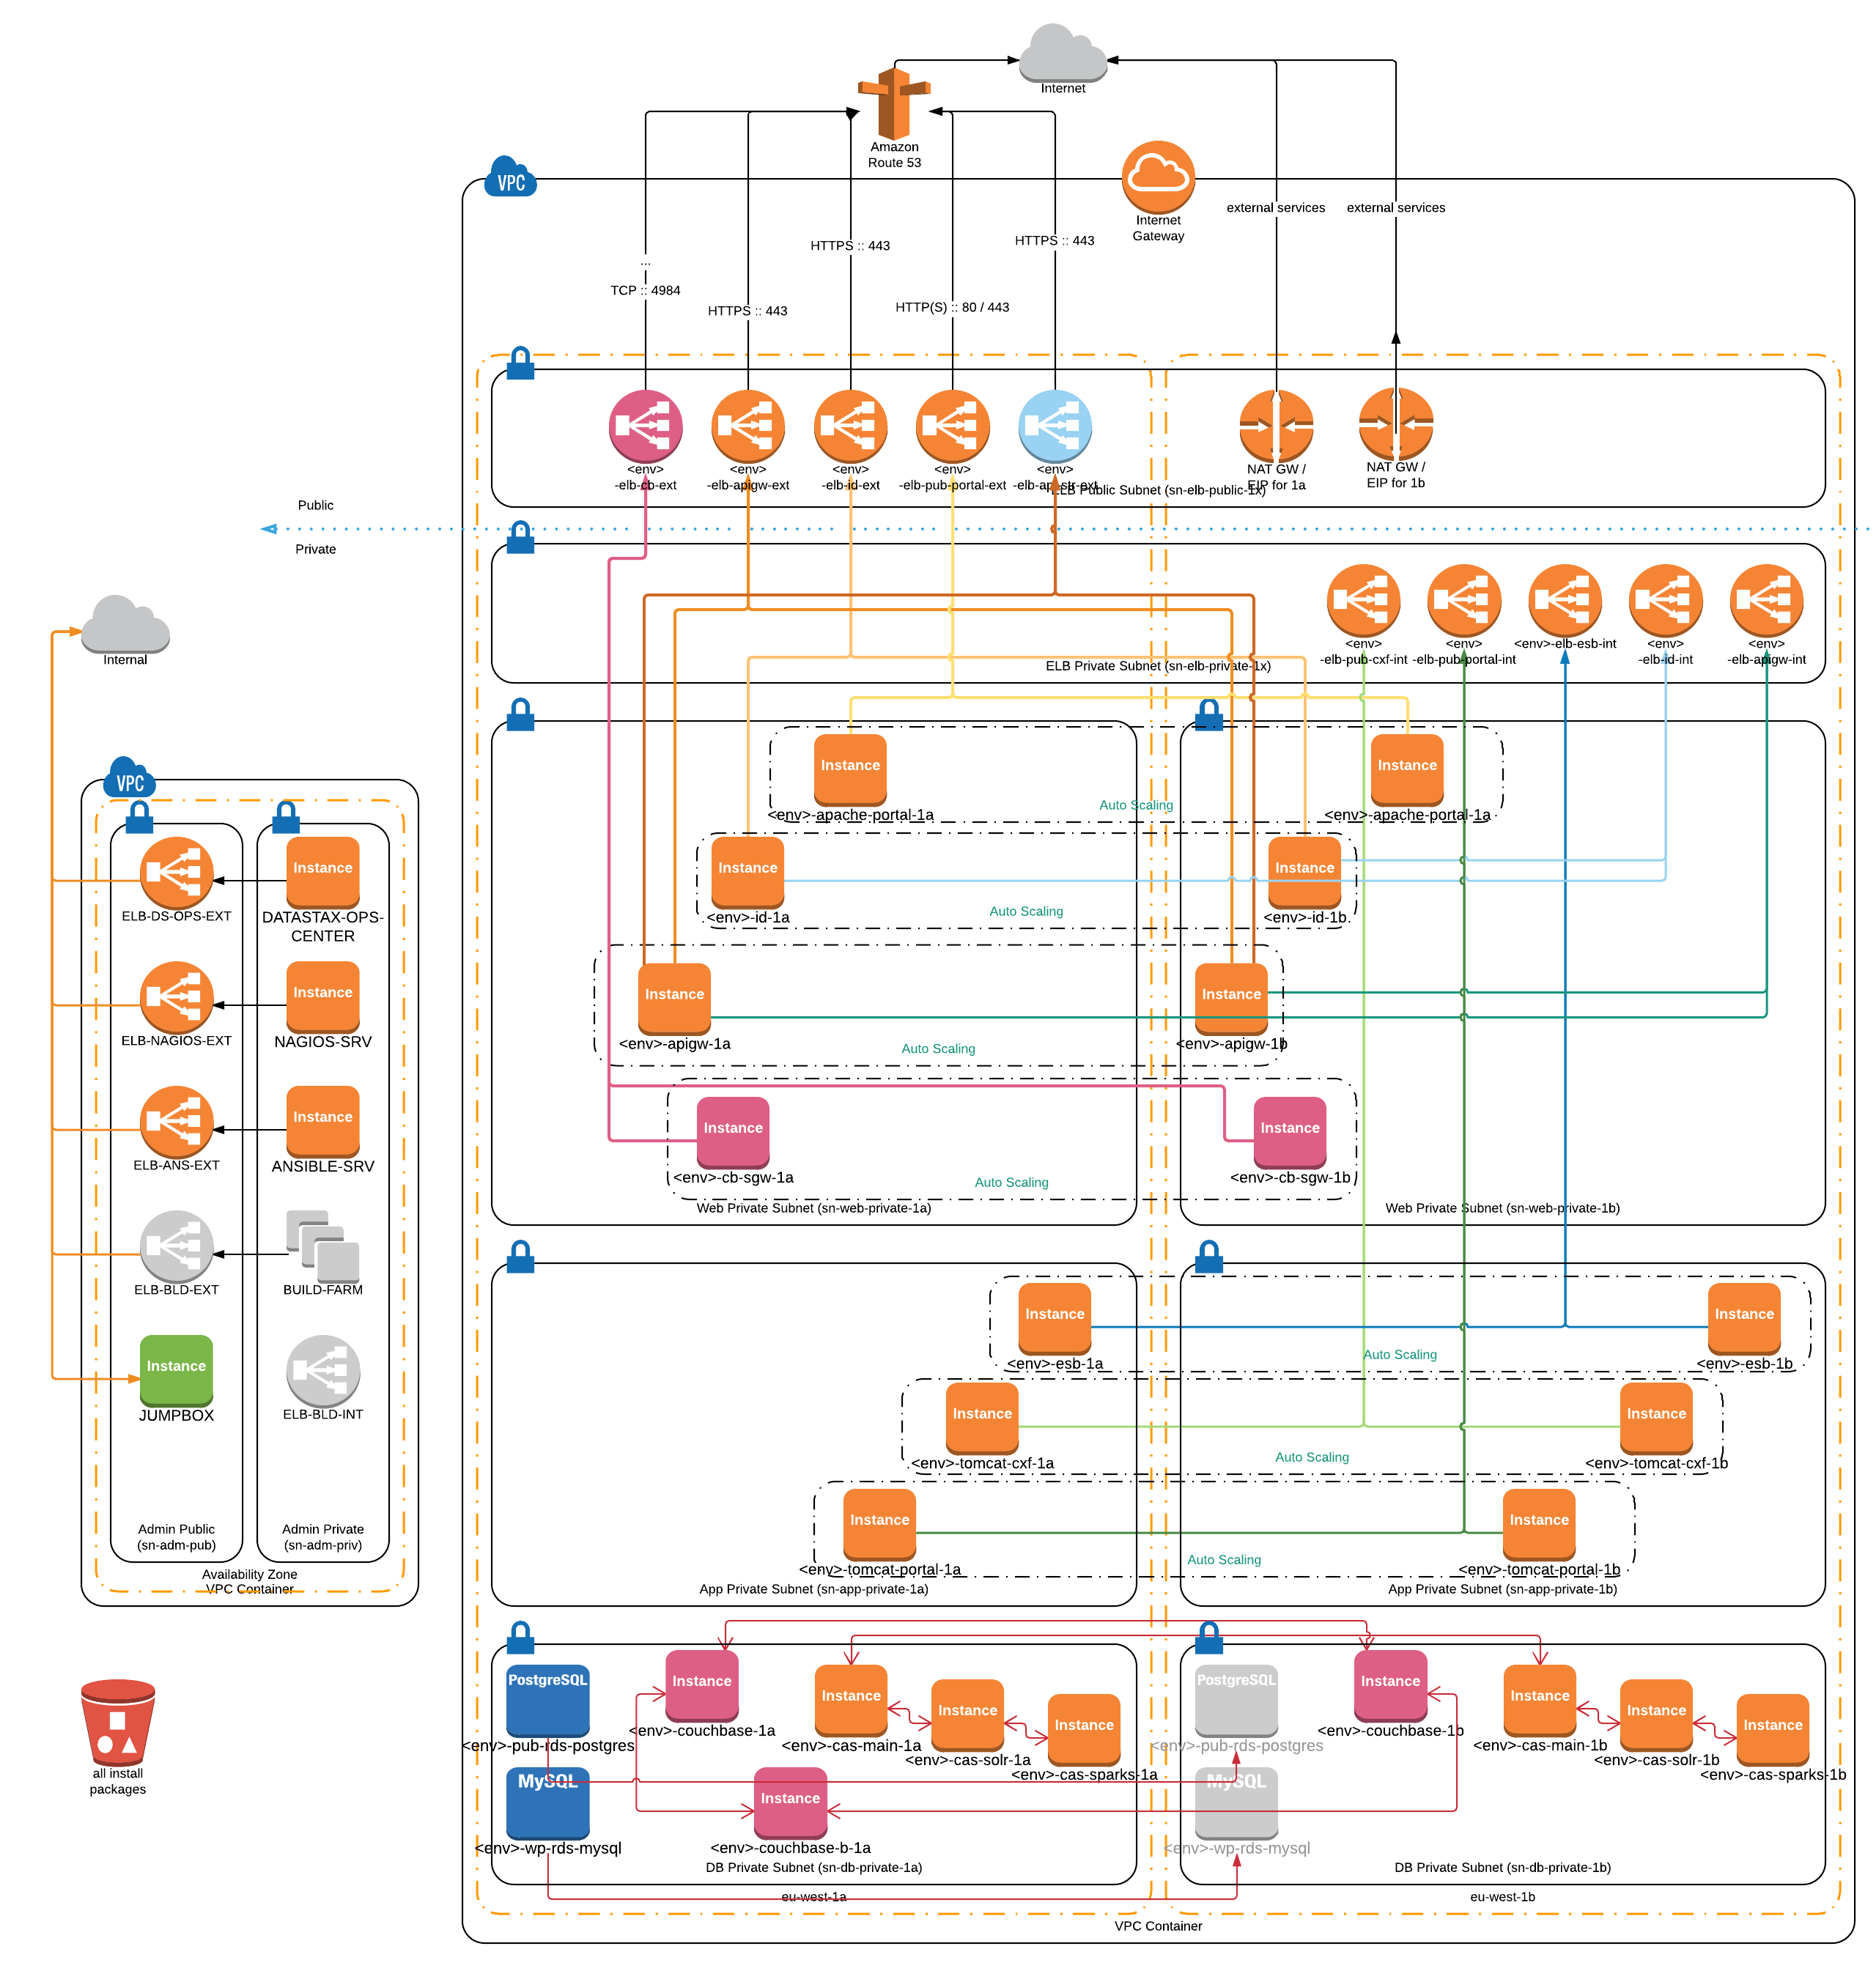 Internet
Amazon
Route 53
VPC
Internet
Gateway
external services
external services
HTTPS :: 443
HTTPS :: 443
...
TCP :: 4984
HTTPS :: 443
HTTP(S) :: 80 / 443
<env>
-elb-cb-ext
<env>
-elb-apigw-ext
<env>
-elb-id-ext
<env>
-elb-pub-portal-ext
<env>
NAT GW /
EIP for 1a
NAT GW /
EIP for 1b
ELB Public Subnet (sn-elb-public-1x)
Public
Private
Internal
<env>
-elb-pub-cxf-int
<env>
-elb-pub-portal-int
<env>-elb-esb-int
<env>
-elb-id-int
<env>
-elb-apigw-int
ELB Private Subnet (sn-elb-private-1x)
Instance
<env>-apache-portal-1a
Auto Scaling
Instance
<env>-apache-portal-1a
Instance
<env>-id-1a
Auto Scaling
Instance
<env>-id-1b
Instance
<env>-apigw-1a
Auto Scaling
Instance
<env>-apigw-1b
Instance
<env>-cb-sgw-1a
Auto Scaling
Instance
<env>-cb-sgw-1b
Web Private Subnet (sn-web-private-1a)
Web Private Subnet (sn-web-private-1b)
VPC
ELB-DS-OPS-EXT
Instance
DATASTAX-OPS-
CENTER
ELB-NAGIOS-EXT
Instance
NAGIOS-SRV
ELB-ANS-EXT
Instance
ANSIBLE-SRV
ELB-BLD-EXT
BUILD-FARM
Instance
JUMPBOX
ELB-BLD-INT
Admin Public
(sn-adm-pub)
Admin Private
(sn-adm-priv)
Availability Zone
VPC Container
Instance
<env>-esb-1a
Auto Scaling
Instance
<env>-esb-1b
Instance
<env>-tomcat-cxf-1a
Auto Scaling
Instance
<env>-tomcat-cxf-1b
Instance
<env>-tomcat-portal-1a
Auto Scaling
Instance
<env>-tomcat-portal-1b
App Private Subnet (sn-app-private-1a)
App Private Subnet (sn-app-private-1b)
PostgreSQL
<env>-pub-rds-postgres
Instance
<env>-couchbase-1a
Instance
<env>-cas-main-1a
Instance
<env>-cas-solr-1a
Instance
<env>-cas-sparks-1a
MySQL
<env>-wp-rds-mysql
Instance
<env>-couchbase-b-1a
DB Private Subnet (sn-db-private-1a)
eu-west-1a
PostgreSQL
<env>-pub-rds-postgres
Instance
<env>-couchbase-1b
Instance
<env>-cas-main-1b
Instance
<env>-cas-solr-1b
Instance
<env>-cas-sparks-1b
MySQL
<env>-wp-rds-mysql
DB Private Subnet (sn-db-private-1b)
eu-west-1b
VPC Container
all install
packages